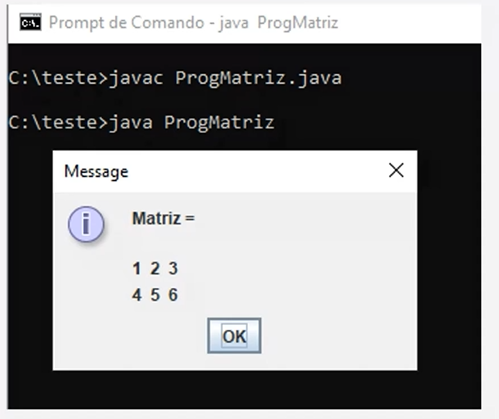 Prompt de Comando - java  ProgMatriz
C:\teste>javac ProgMatriz.java
C:\teste>java ProgMatriz
Message
Matriz =
1 2 3
4 5 6
OK